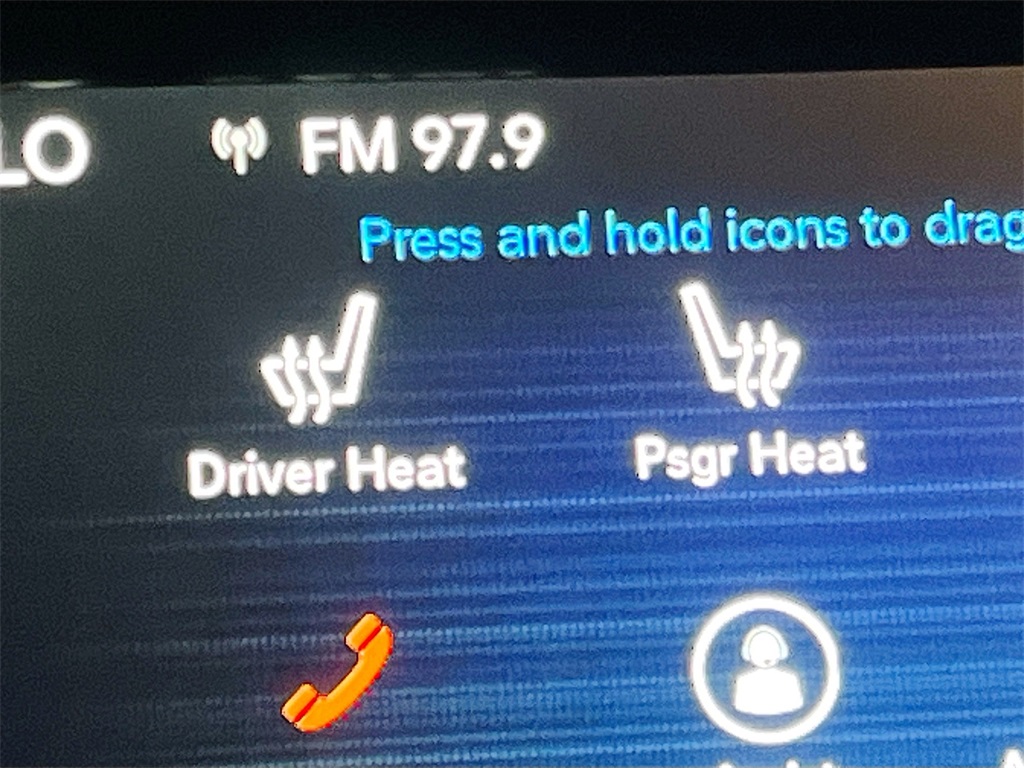 LO FM 97.9
Press and hold icons to drag
Driver Heat Psgr Heat